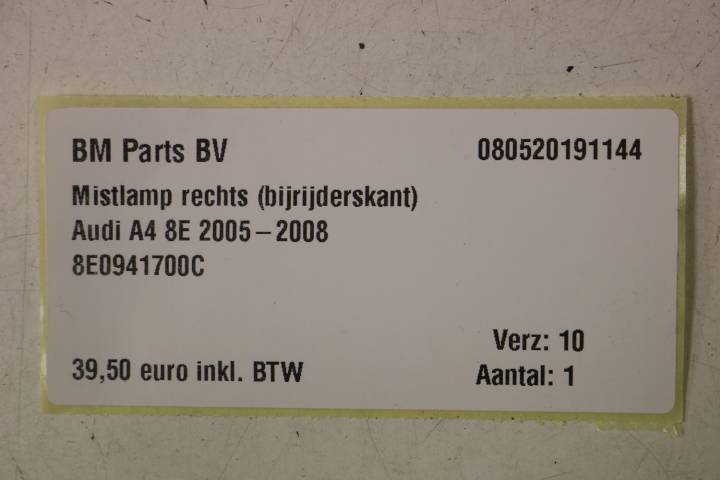 BM Parts BV 080520191144
Mistlamp rechts (bijrijderskant)
Audi A4 8E 2005–2008
8E0941700C
Verz: 10
39,50 euro inkl. BTW Aantal: 1